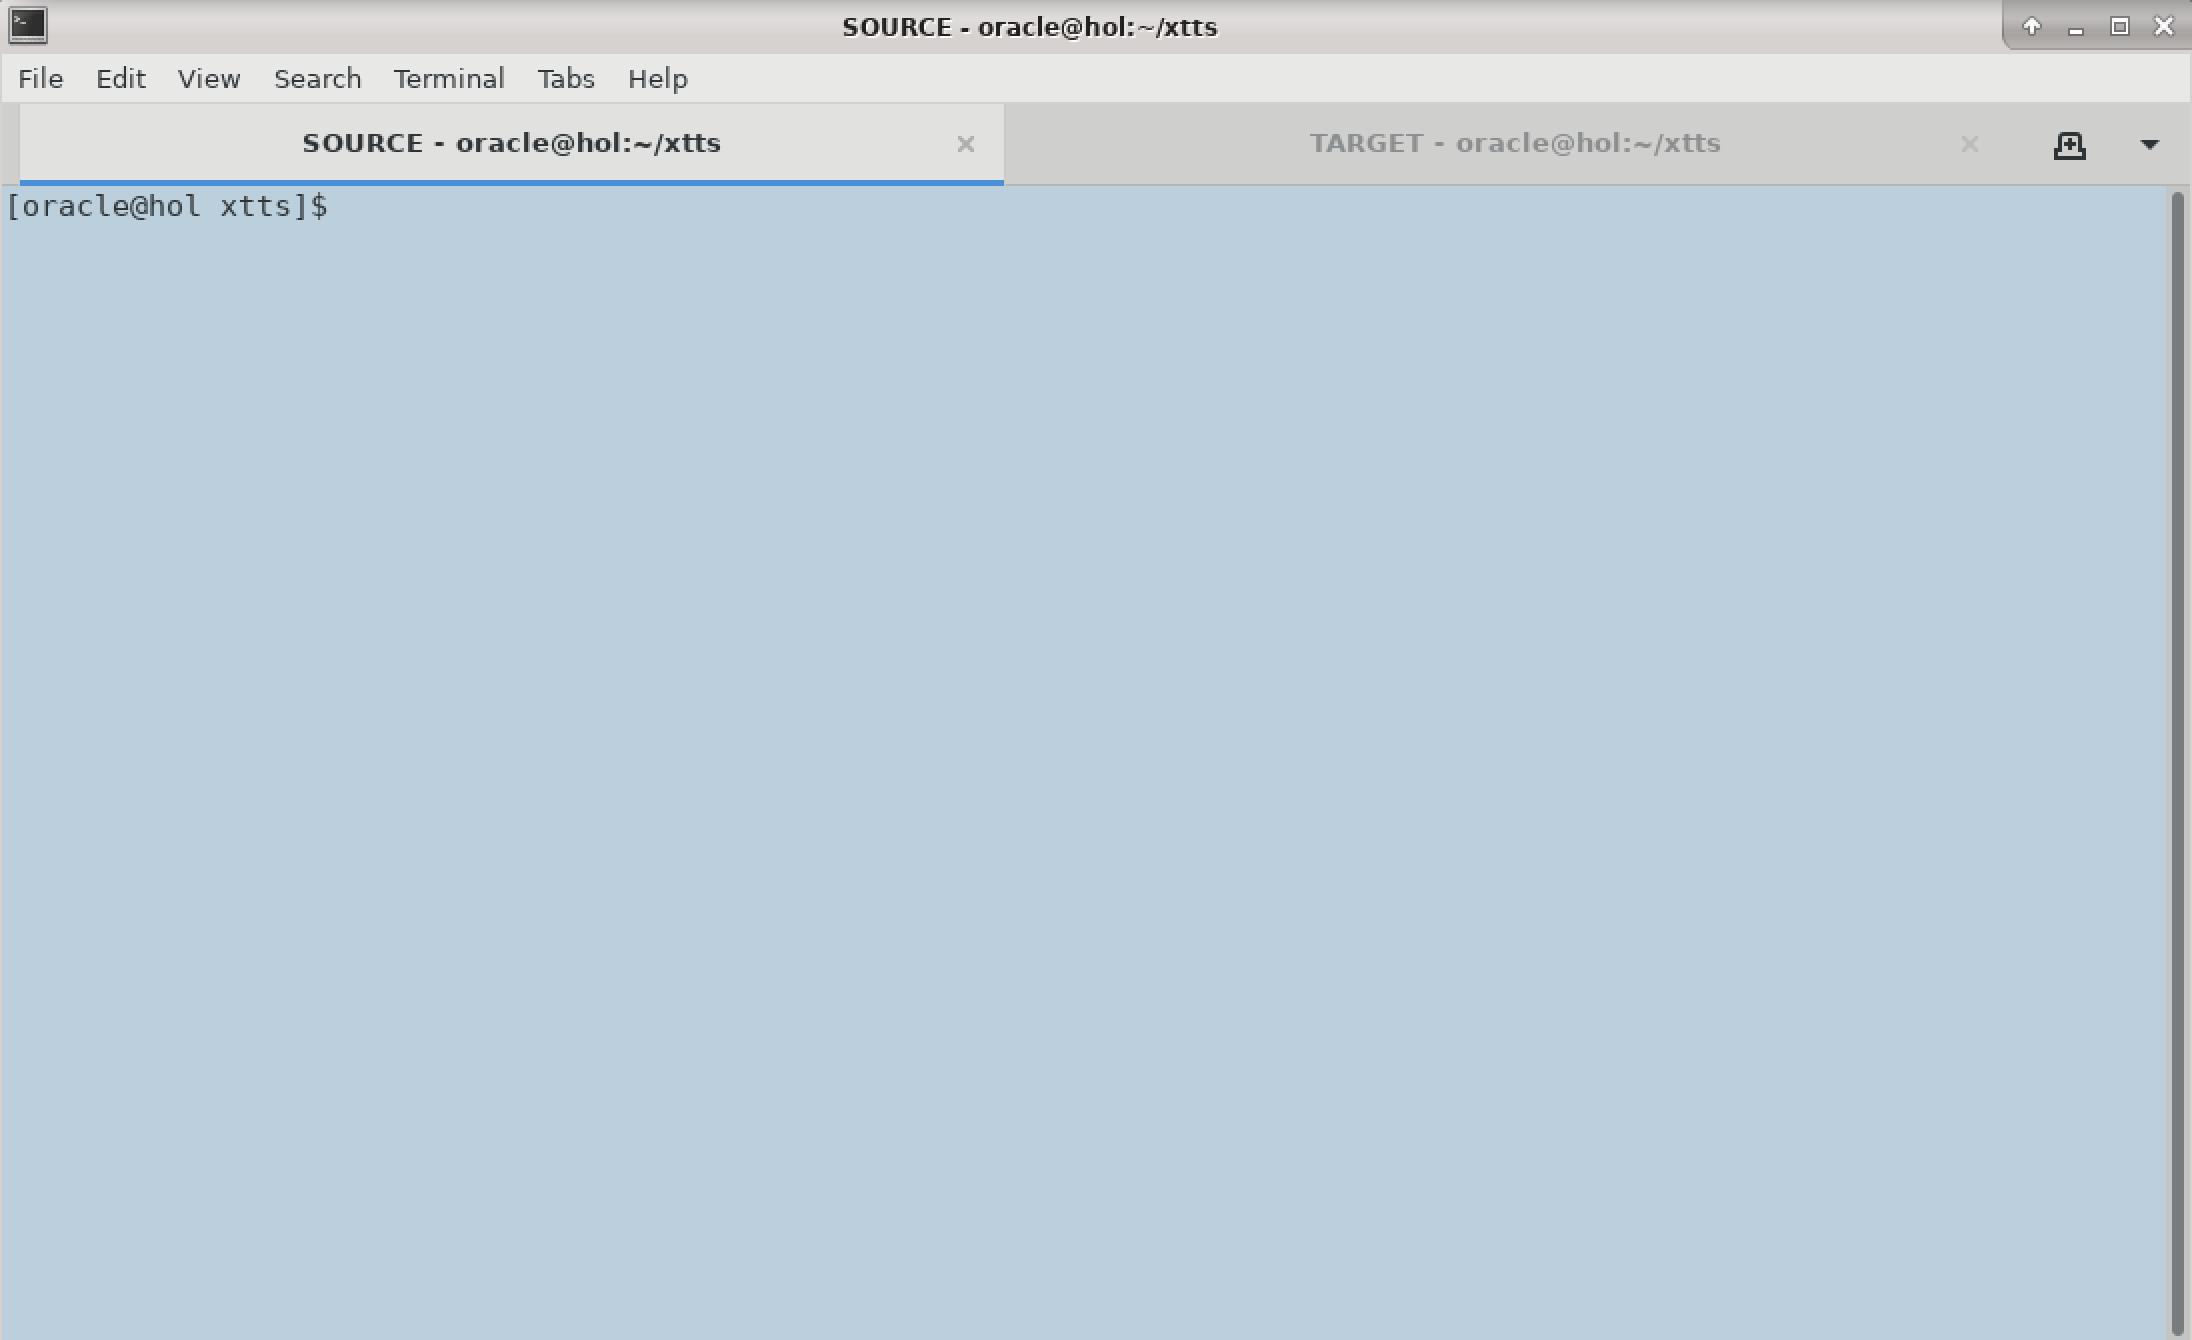 SOURCE - oracle@hol:~/xtts
File Edit View Search Terminal Tabs Help
SOURCE - oracle@hol:~/xtts
TARGET - oracle@hol:~/xtts
[oracle@hol xtts]$